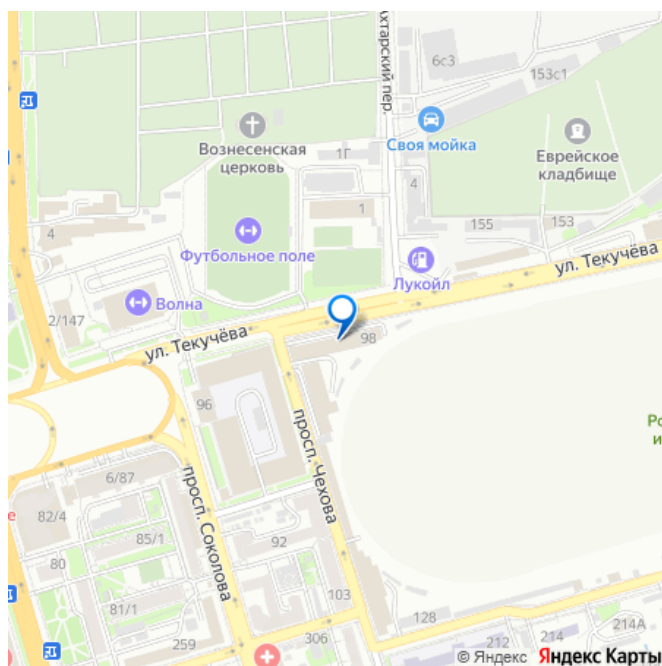 Ахтарский пер.
6с3
153с1
Своя мойка
Вознесенская
церковь
1Г
Еврейское
кладбище
4
1
4
155
153
Футбольное поле
Лукойл
ул. Текучёва
Волна
2/147
ул. Текучёва
98
96
просп. Чехова
Ро
и
просп. Соколова
6/87
е
82/4
85/1
92
80
81/1
103
128
259
306
212
214
214А
© Яндекс Яндекс Карты